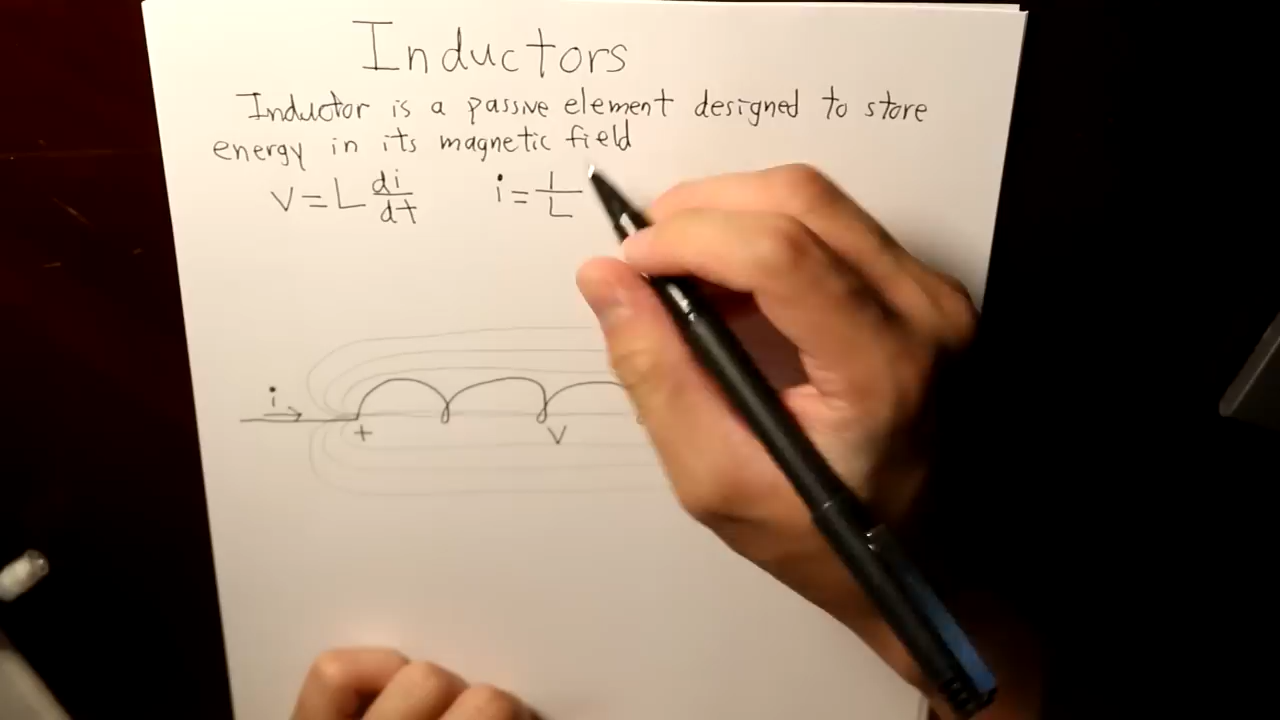 Inductors
Inductor is a passive element designed to store
energy in its magnetic field
V = L di/dt
i = 1/L
i
+ V